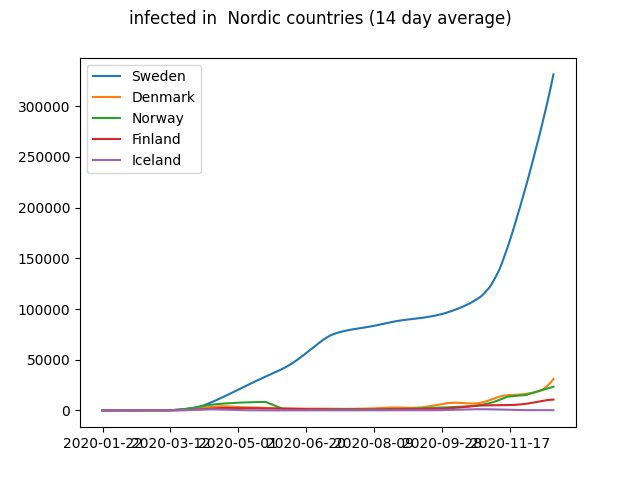 infected in  Nordic countries (14 day average)
Sweden
Denmark
Norway
Finland
Iceland
300000
250000
200000
150000
100000
50000
0
2020-01-22 2020-03-12 2020-05-01 2020-06-20 2020-08-09 2020-09-28 2020-11-17